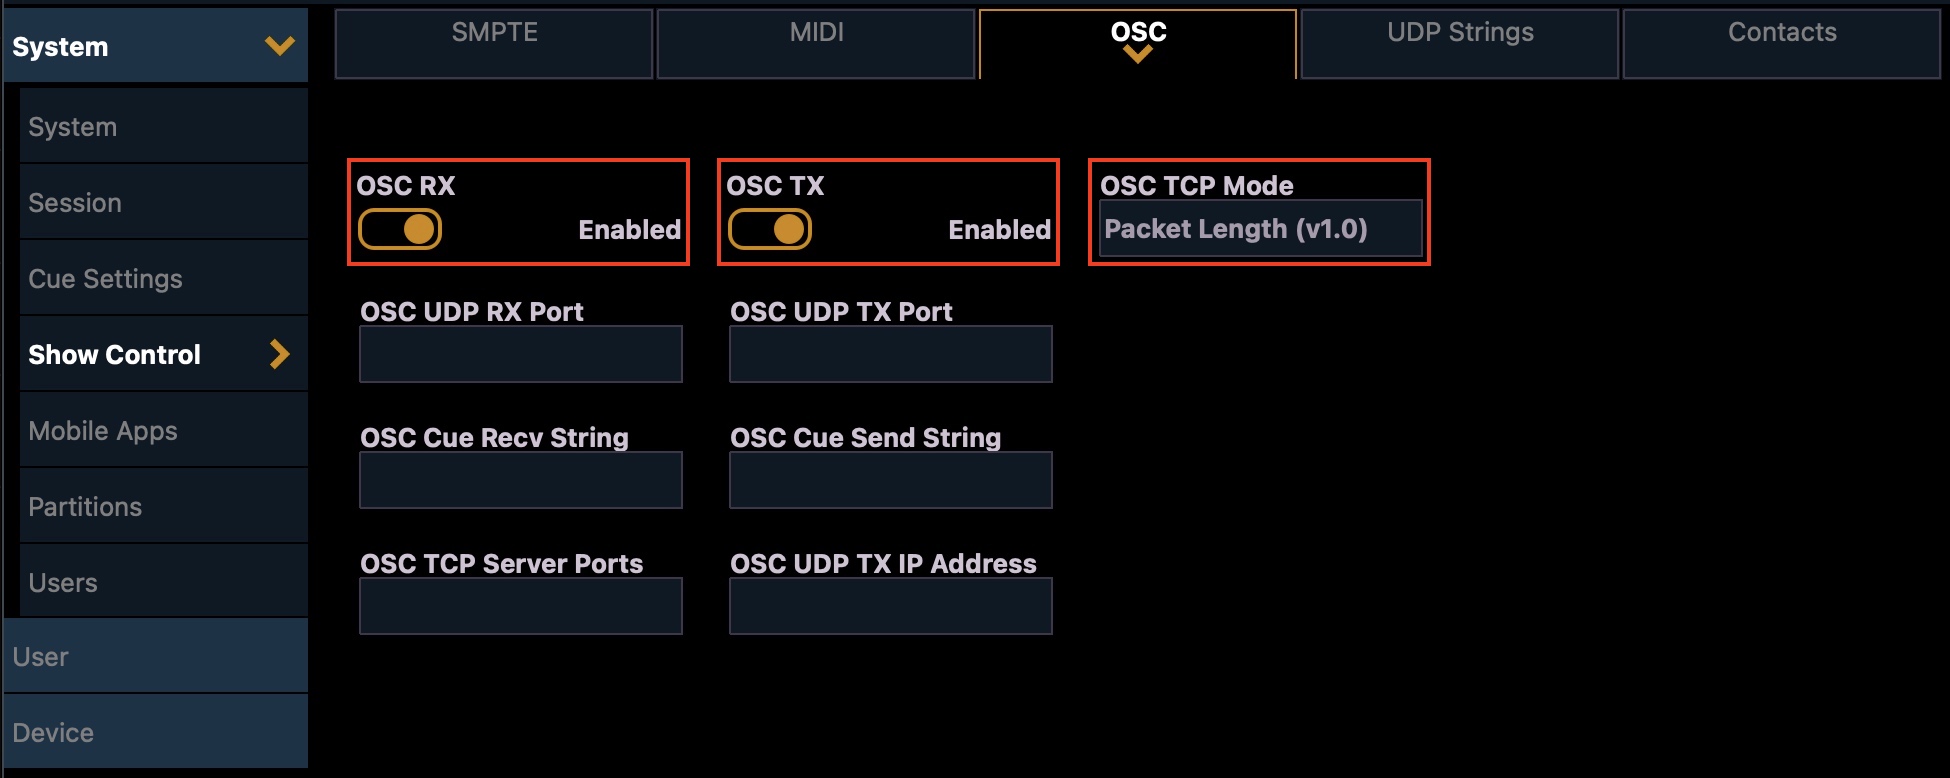 System
System
Session
Cue Settings
Show Control
Mobile Apps
Partitions
Users
User
Device
SMPTE
MIDI
OSC
UDP Strings
Contacts
OSC RX
Enabled
OSC TX
Enabled
OSC TCP Mode
Packet Length (v1.0)
OSC UDP RX Port
OSC UDP TX Port
OSC Cue Recv String
OSC Cue Send String
OSC TCP Server Ports
OSC UDP TX IP Address